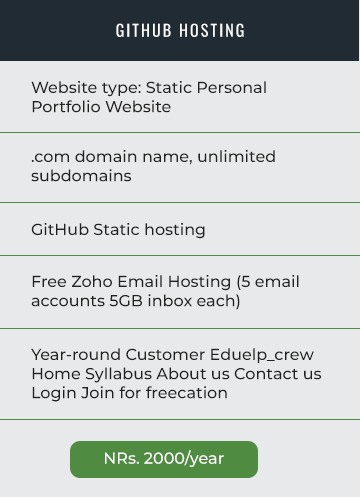 GITHUB HOSTING
Website type: Static Personal
Portfolio Website
.com domain name, unlimited
subdomains
GitHub Static hosting
Free Zoho Email Hosting (5 email
accounts 5GB inbox each)
Year-round Customer Eduelp_crew
Home Syllabus About us Contact us
Login Join for freecation
NRs. 2000/year